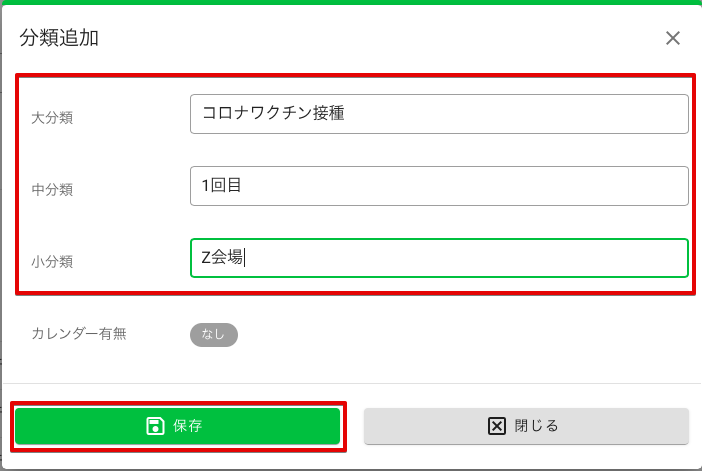 分類追加
大分類
コロナワクチン接種
中分類
1回目
小分類
Z会場
カレンダー有無
なし
保存
閉じる